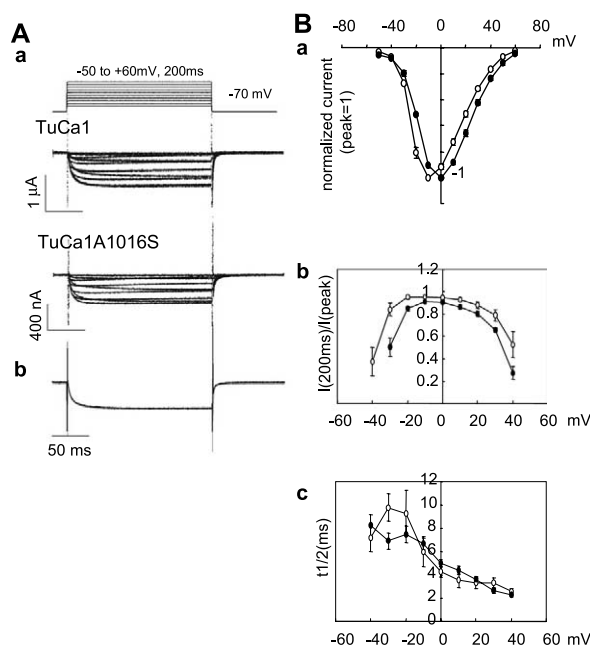 A
a
-50 to +60mV, 200ms
-70 mV
TuCa1
1 µA
TuCa1A1016S
400 nA
b
50 ms
B
a
-80 -40 0 40 80
mV
normalized current
(peak=1)
-1
b
I(200ms)/I(peak)
1.2
1
0.8
0.6
0.4
0.2
-60 -40 -20 0 20 40 60 mV
c
t1/2(ms)
12
10
8
6
4
2
0
-60 -40 -20 0 20 40 60 mV